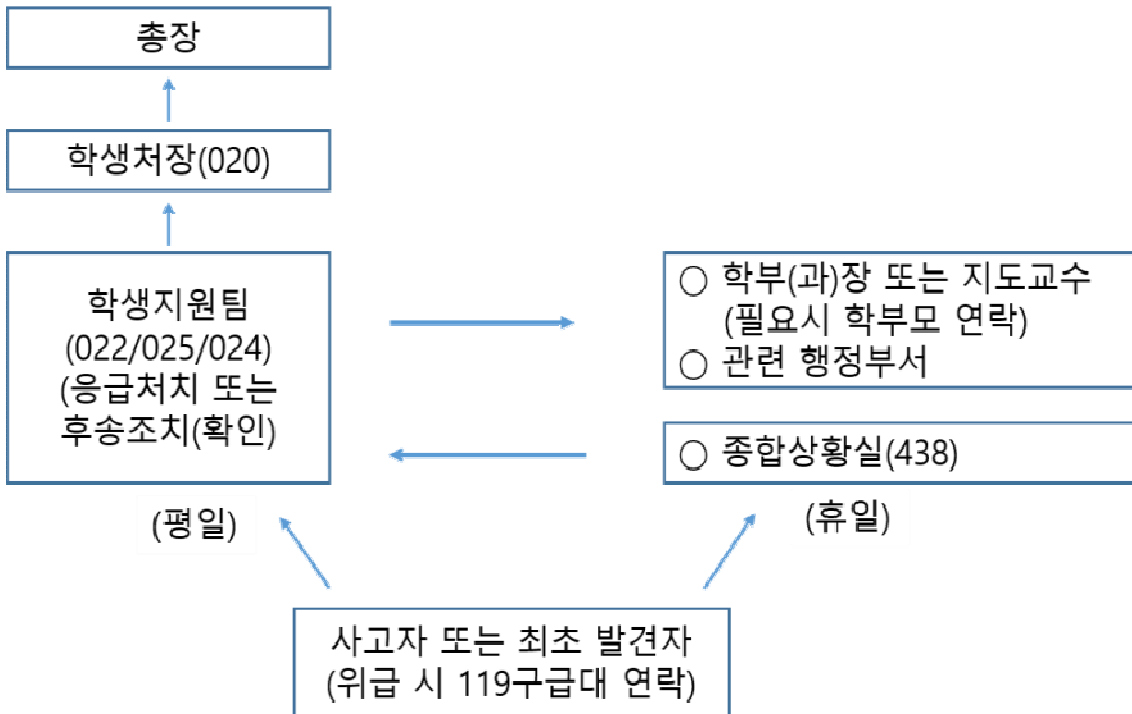 총장
학생처장(020)
학생지원팀
(022/025/024)
(응급처치 또는
후송조치(확인)
○ 학부(과)장 또는 지도교수
(필요시 학부모 연락)
○ 관련 행정부서
○ 종합상황실(438)
(평일)
(휴일)
사고자 또는 최초 발견자
(위급 시 119구급대 연락)